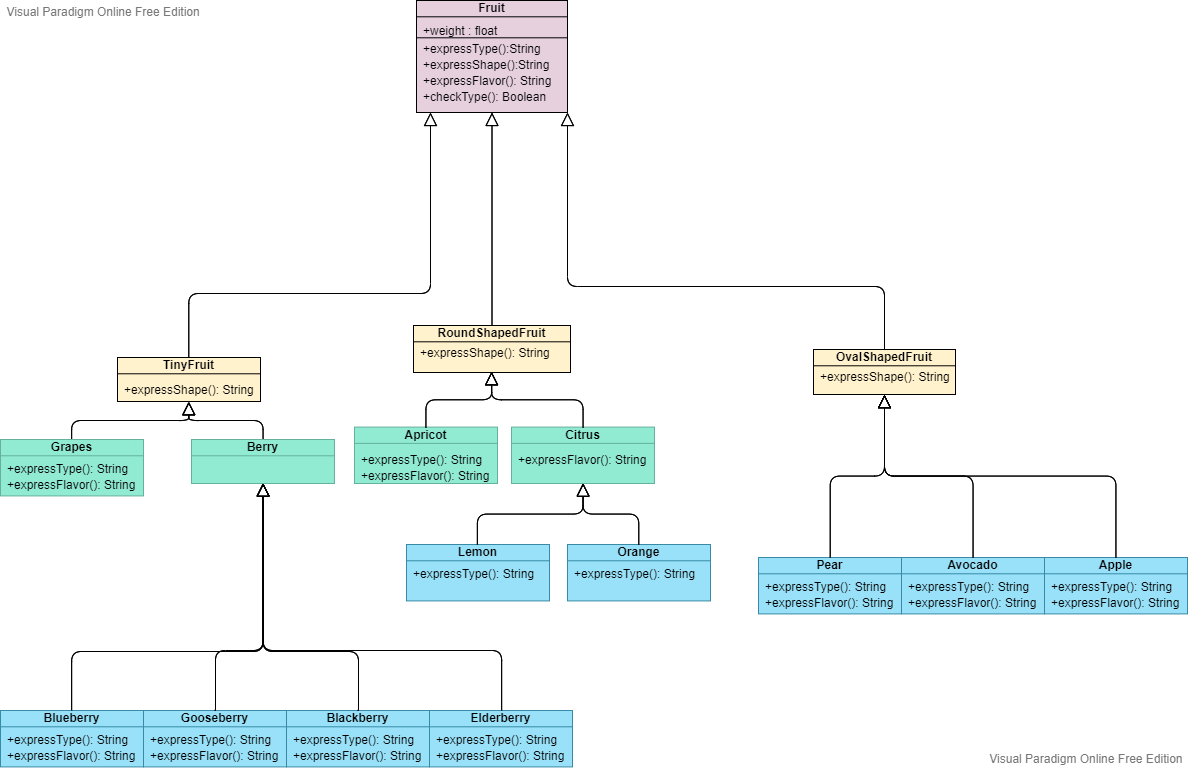 Visual Paradigm Online Free Edition
Fruit
+weight : float
+expressType():String
+expressShape():String
+expressFlavor(): String
+checkType(): Boolean
TinyFruit
+expressShape(): String
RoundShapedFruit
+expressShape(): String
OvalShapedFruit
+expressShape(): String
Grapes
+expressType(): String
+expressFlavor(): String
Berry
Apricot
+expressType(): String
+expressFlavor(): String
Citrus
+expressFlavor(): String
Lemon
+expressType(): String
Orange
+expressType(): String
Pear
+expressType(): String
+expressFlavor(): String
Avocado
+expressType(): String
+expressFlavor(): String
Apple
+expressType(): String
+expressFlavor(): String
Blueberry
+expressType(): String
+expressFlavor(): String
Gooseberry
+expressType(): String
+expressFlavor(): String
Blackberry
+expressType(): String
+expressFlavor(): String
Elderberry
+expressType(): String
+expressFlavor(): String
Visual Paradigm Online Free Edition